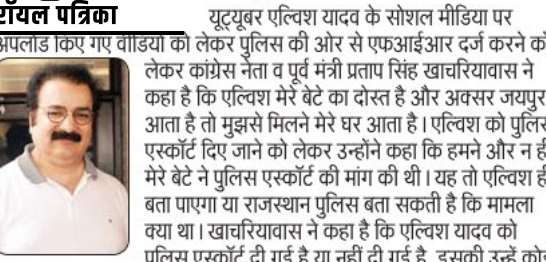 रॉयल पत्रिका
यूट्यूबर एल्विश यादव के सोशल मीडिया पर
अपलोड किए गए वीडियो को लेकर पुलिस की ओर से एफआईआर दर्ज करने को
लेकर कांग्रेस नेता व पूर्व मंत्री प्रताप सिंह खाचरियावास ने
कहा है कि एल्विश मेरे बेटे का दोस्त है और अक्सर जयपुर
आता है तो मुझसे मिलने मेरे घर आता है। एल्विश को पुलिस
एस्कॉर्ट दिए जाने को लेकर उन्होंने कहा कि हमने और न ही
मेरे बेटे ने पुलिस एस्कॉर्ट की मांग की थी। यह तो एल्विश ही
बता पाएगा या राजस्थान पुलिस बता सकती है कि मामला
क्या था। खाचरियावास ने कहा है कि एल्विश यादव को
पुलिस एस्कॉर्ट दी गई है या नहीं दी गई है, इसकी उन्हें कोई